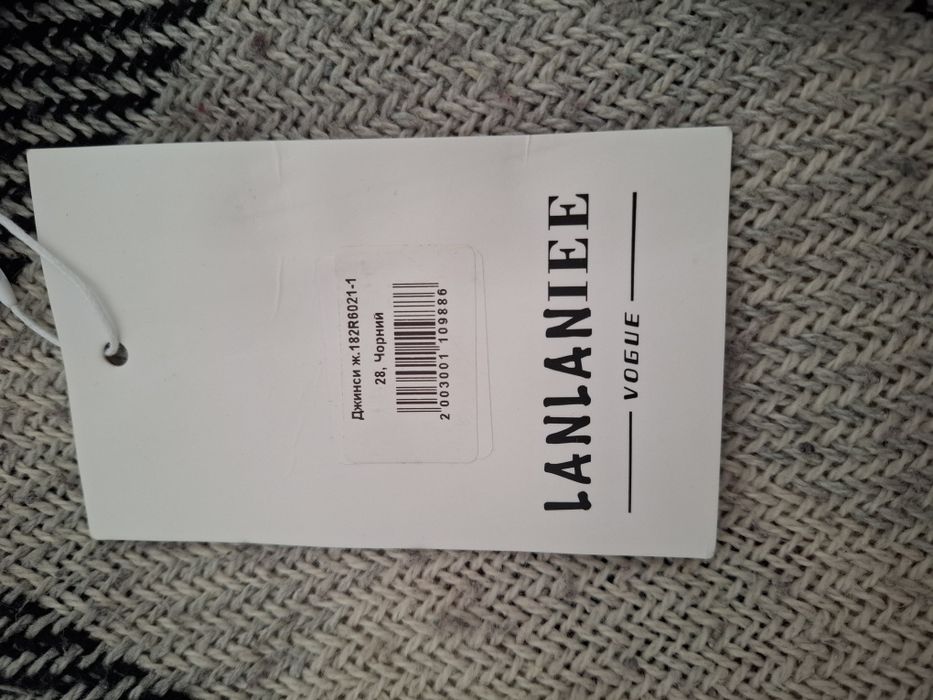 Джинси ж.182R6021-1
28, Чорний
2 003001 109886
LANLANIEE
VOGUE